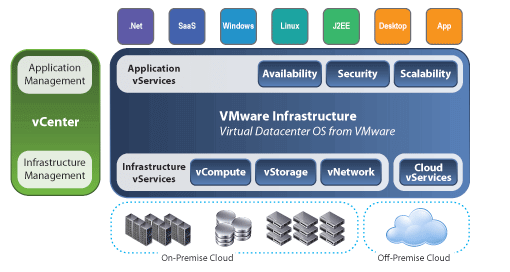 .Net
SaaS
Windows
Linux
J2EE
Desktop
App
Application
Management
vCenter
Infrastructure
Management
Application
vServices
Availability
Security
Scalability
VMware Infrastructure
Virtual Datacenter OS from VMware
Infrastructure
vServices
vCompute
vStorage
vNetwork
Cloud
vServices
On-Premise Cloud
Off-Premise Cloud